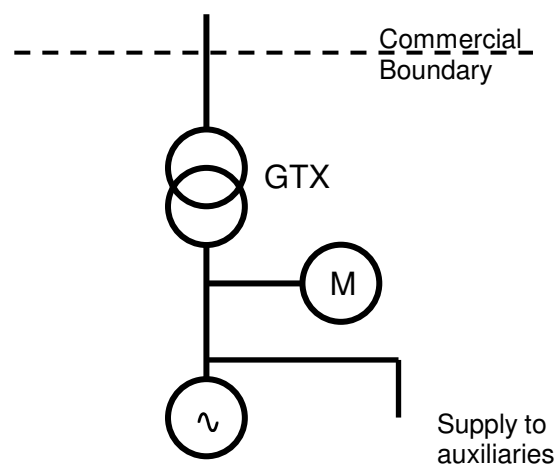 Commercial
Boundary
GTX
M
Supply to
auxiliaries